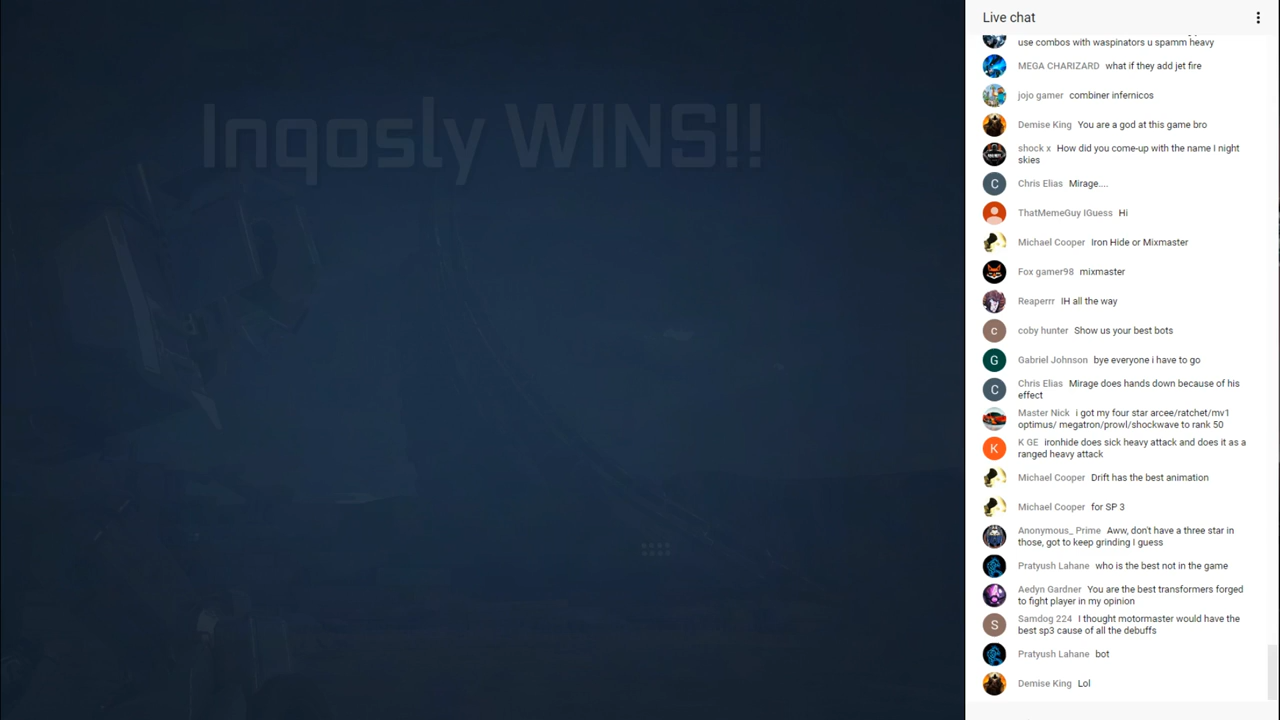 Inqosly WINS!!
Live chat
use combos with waspinators u spamm heavy
MEGA CHARIZARD what if they add jet fire
jojo gamer combiner infernicos
Demise King You are a god at this game bro
shock x How did you come-up with the name I night
skies
C Chris Elias Mirage....
ThatMemeGuy IGuess Hi
Michael Cooper Iron Hide or Mixmaster
Fox gamer98 mixmaster
Reaperrr IH all the way
c coby hunter Show us your best bots
G Gabriel Johnson bye everyone i have to go
C Chris Elias Mirage does hands down because of his
effect
Master Nick i got my four star arcee/ratchet/mv1
optimus/ megatron/prowl/shockwave to rank 50
K K GE ironhide does sick heavy attack and does it as a
ranged heavy attack
Michael Cooper Drift has the best animation
Michael Cooper for SP 3
Anonymous_ Prime Aww, don't have a three star in
those, got to keep grinding I guess
Pratyush Lahane who is the best not in the game
Aedyn Gardner You are the best transformers forged
to fight player in my opinion
S Samdog 224 I thought motormaster would have the
best sp3 cause of all the debuffs
Pratyush Lahane bot
Demise King Lol